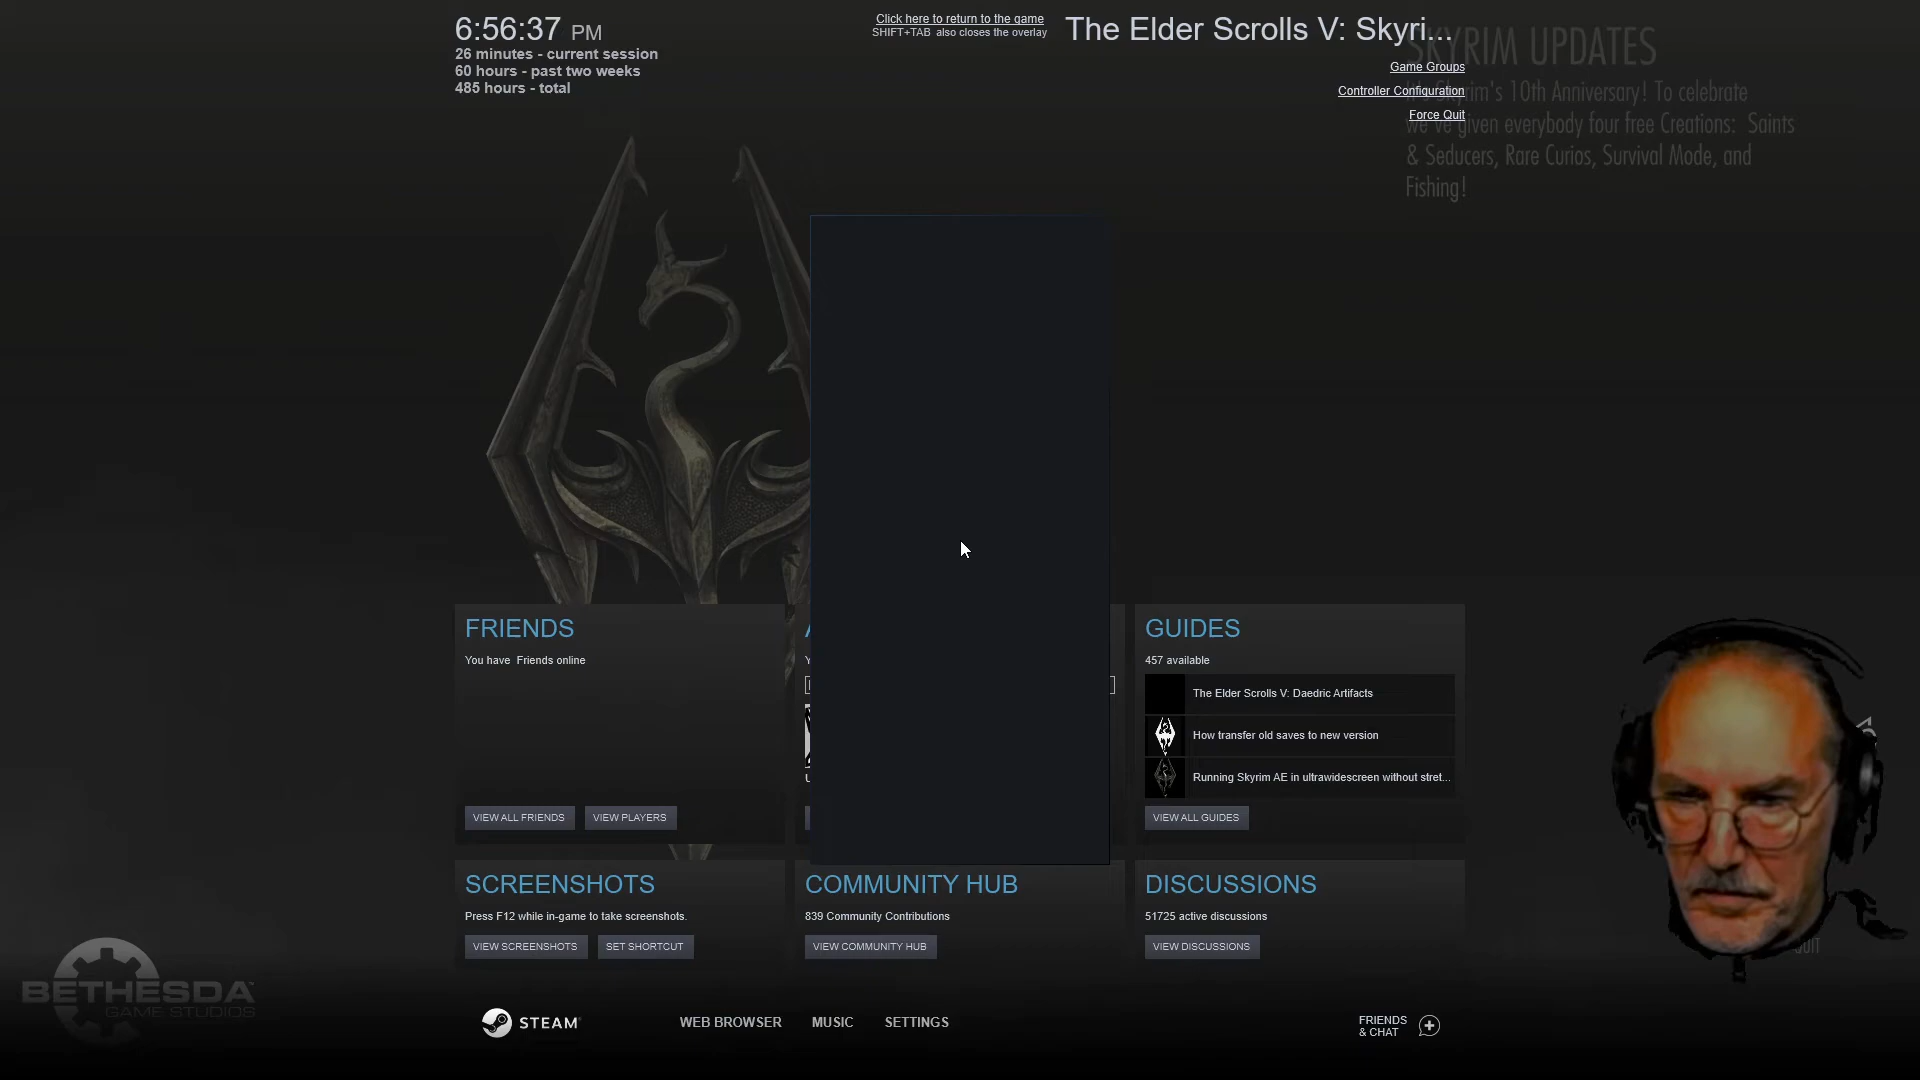 6:56:37 PM
26 minutes - current session
60 hours - past two weeks
485 hours - total
Click here to return to the game
SHIFT+TAB also closes the overlay
The Elder Scrolls V: Skyri...
Game Groups
Controller Configuration
Force Quit
SKYRIM UPDATES
It's Skyrim's 10th Anniversary! To celebrate
we've given everybody four free Creations: Saints
& Seducers, Rare Curios, Survival Mode, and
Fishing!
FRIENDS
You have Friends online
VIEW ALL FRIENDS
VIEW PLAYERS
GUIDES
457 available
The Elder Scrolls V: Daedric Artifacts
How transfer old saves to new version
Running Skyrim AE in ultrawidescreen without stret...
VIEW ALL GUIDES
SCREENSHOTS
Press F12 while in-game to take screenshots.
VIEW SCREENSHOTS
SET SHORTCUT
COMMUNITY HUB
839 Community Contributions
VIEW COMMUNITY HUB
DISCUSSIONS
51725 active discussions
VIEW DISCUSSIONS
BETHESDA
GAME STUDIOS
STEAM
WEB BROWSER
MUSIC
SETTINGS
FRIENDS
& CHAT